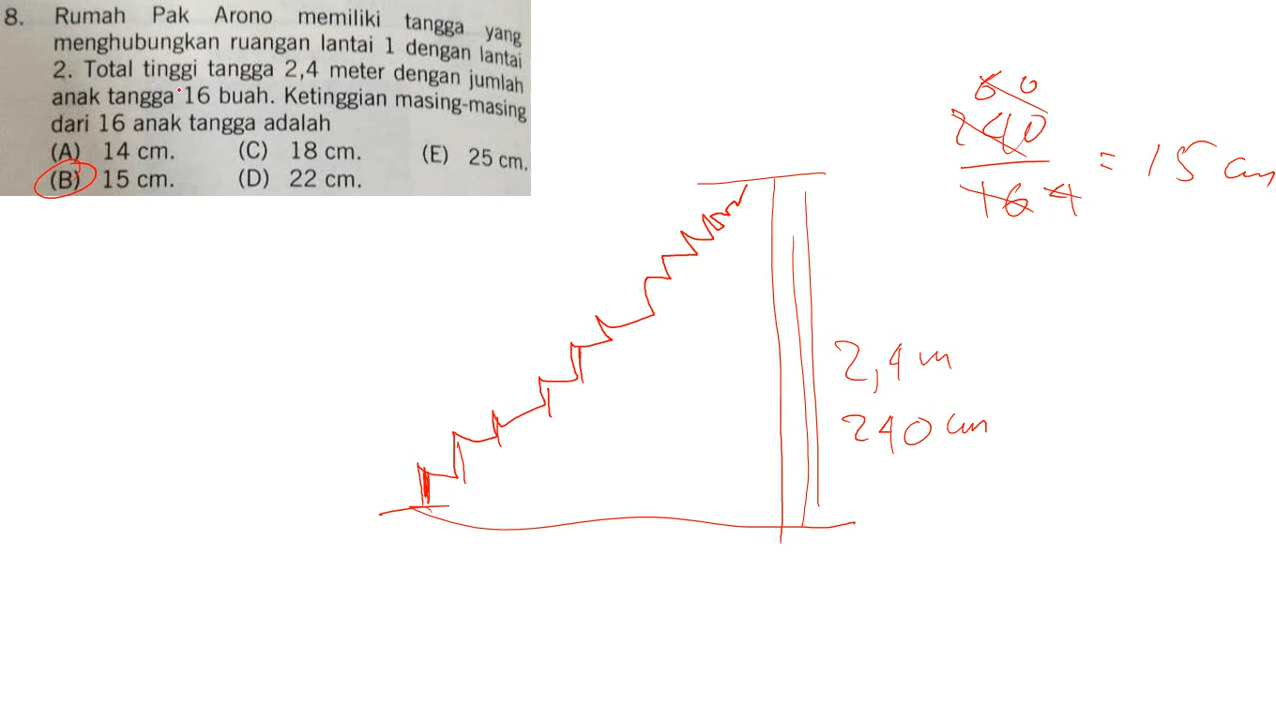 8. Rumah Pak Arono memiliki tangga yang
menghubungkan ruangan lantai 1 dengan lantai
2. Total tinggi tangga 2,4 meter dengan jumlah
anak tangga 16 buah. Ketinggian masing-masing
dari 16 anak tangga adalah
(A) 14 cm. (C) 18 cm. (E) 25 cm.
(B) 15 cm. (D) 22 cm.
60
240
16 4
= 15 cm
2,4 m
240 cm